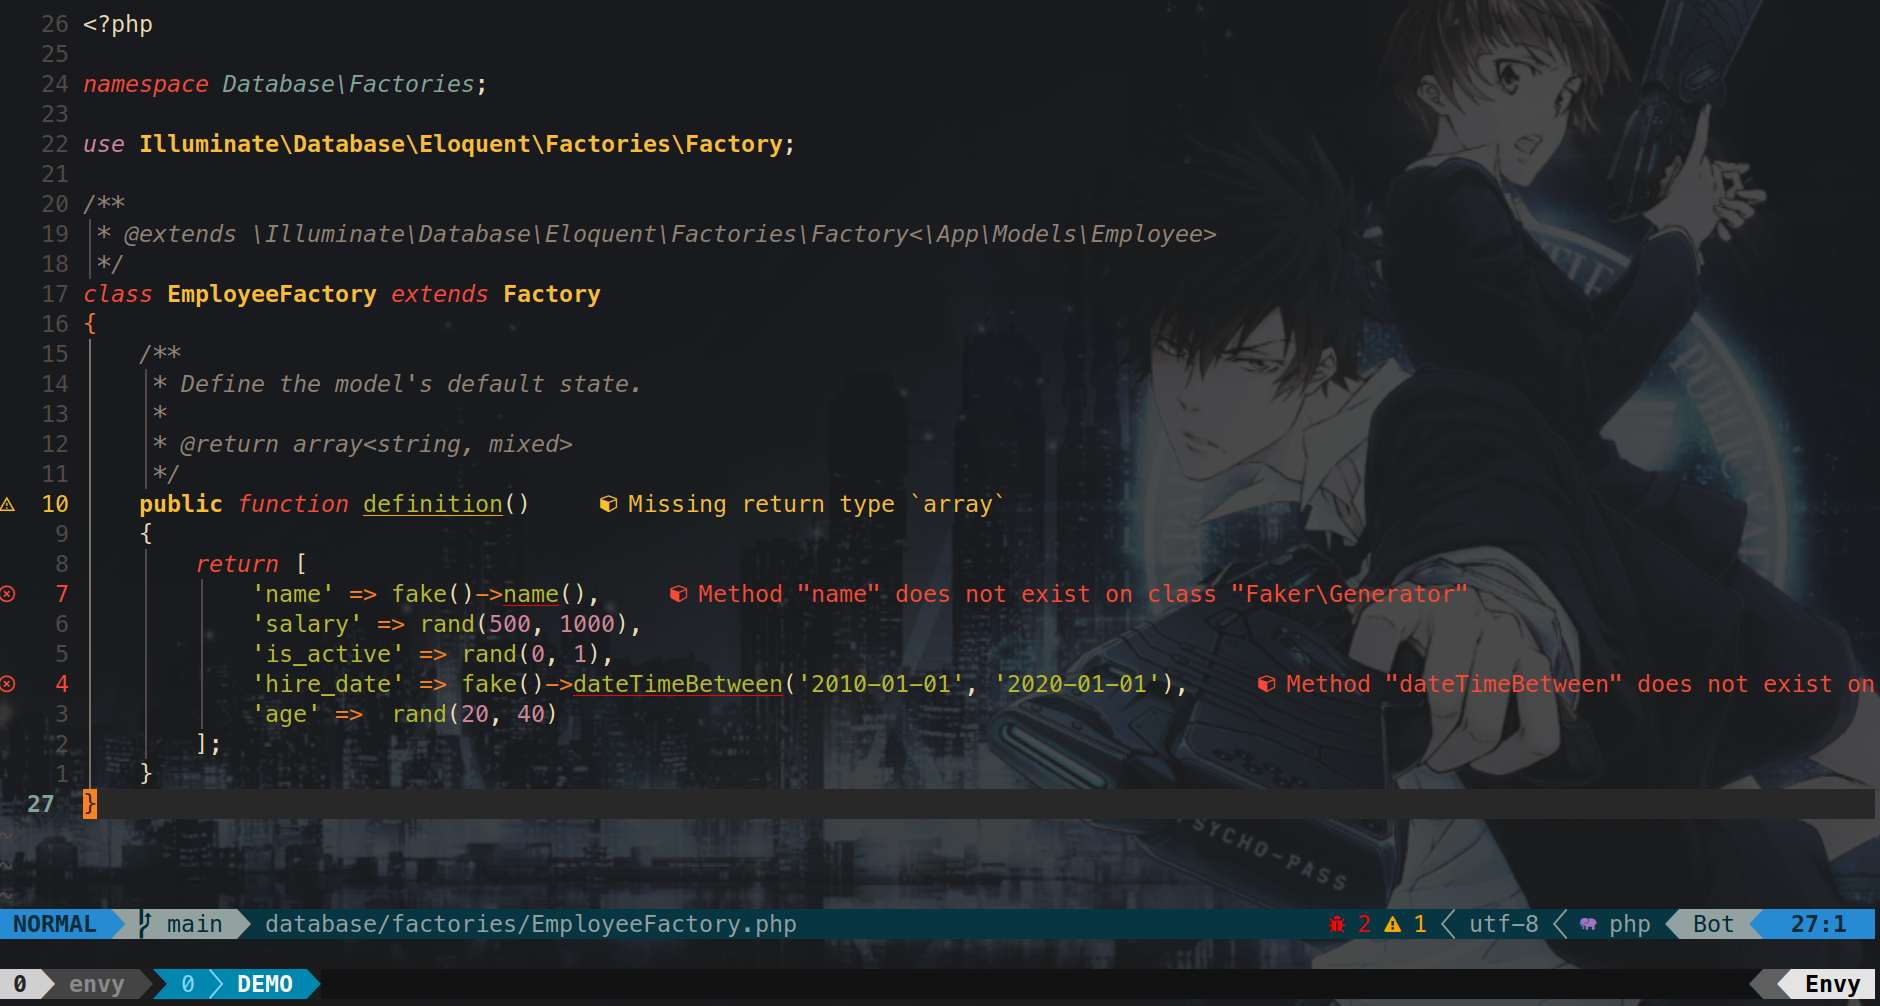 26 <?php
25
24 namespace Database\Factories;
23
22 use Illuminate\Database\Eloquent\Factories\Factory;
21
20 /**
19 * @extends \Illuminate\Database\Eloquent\Factories\Factory<\App\Models\Employee>
18 */
17 class EmployeeFactory extends Factory
16 {
15 /**
14 * Define the model's default state.
13 *
12 * @return array<string, mixed>
11 */
10 public function definition() Missing return type `array`
9 {
8 return [
7 'name' => fake()->name(), Method "name" does not exist on class "Faker\Generator"
6 'salary' => rand(500, 1000),
5 'is_active' => rand(0, 1),
4 'hire_date' => fake()->dateTimeBetween('2010-01-01', '2020-01-01'), Method "dateTimeBetween" does not exist on
3 'age' => rand(20, 40)
2 ];
1 }
27 }
~
~
~
PUBLIC
PSYCHO-PASS
NORMAL main database/factories/EmployeeFactory.php 2 1 utf-8 php Bot 27:1
0 envy 0 DEMO Envy